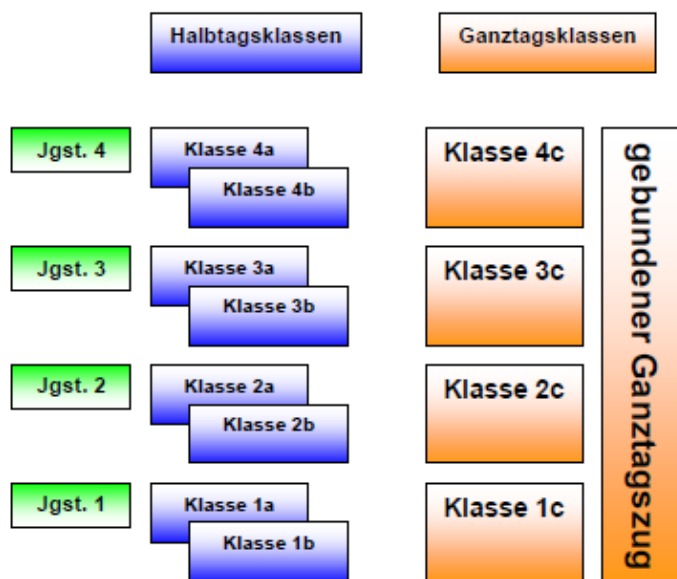 Halbtagsklassen
Ganztagsklassen
Jgst. 4
Klasse 4a
Klasse 4b
Klasse 4c
Jgst. 3
Klasse 3a
Klasse 3b
Klasse 3c
Jgst. 2
Klasse 2a
Klasse 2b
Klasse 2c
Jgst. 1
Klasse 1a
Klasse 1b
Klasse 1c
gebundener Ganztagszug